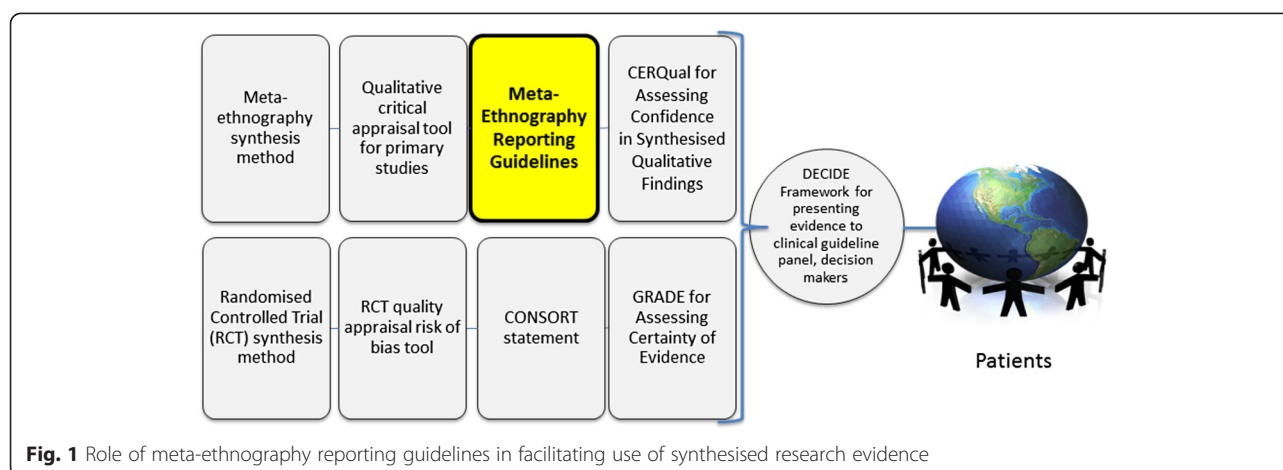 Meta-
ethnography
synthesis
method
Qualitative
critical
appraisal tool
for primary
studies
Meta-
Ethnography
Reporting
Guidelines
CERQual for
Assessing
Confidence
in Synthesised
Qualitative
Findings
Randomised
Controlled Trial
(RCT) synthesis
method
RCT quality
appraisal risk of
bias tool
CONSORT
statement
GRADE for
Assessing
Certainty of
Evidence
DECIDE
Framework for
presenting
evidence to
clinical guideline
panel, decision
makers
Patients
Fig. 1 Role of meta-ethnography reporting guidelines in facilitating use of synthesised research evidence